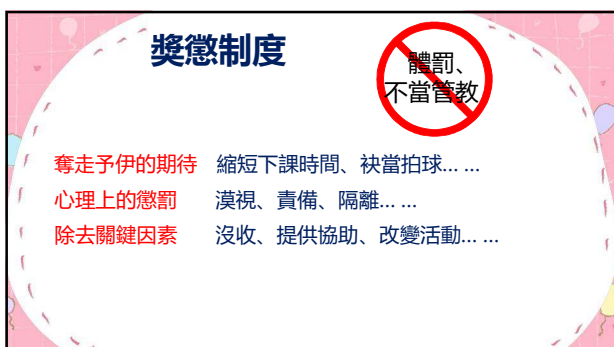 獎懲制度
體罰、
不當管教
奪走予伊的期待 縮短下課時間、袂當拍球... ...
心理上的懲罰 漠視、責備、隔離... ...
除去關鍵因素 沒收、提供協助、改變活動... ...